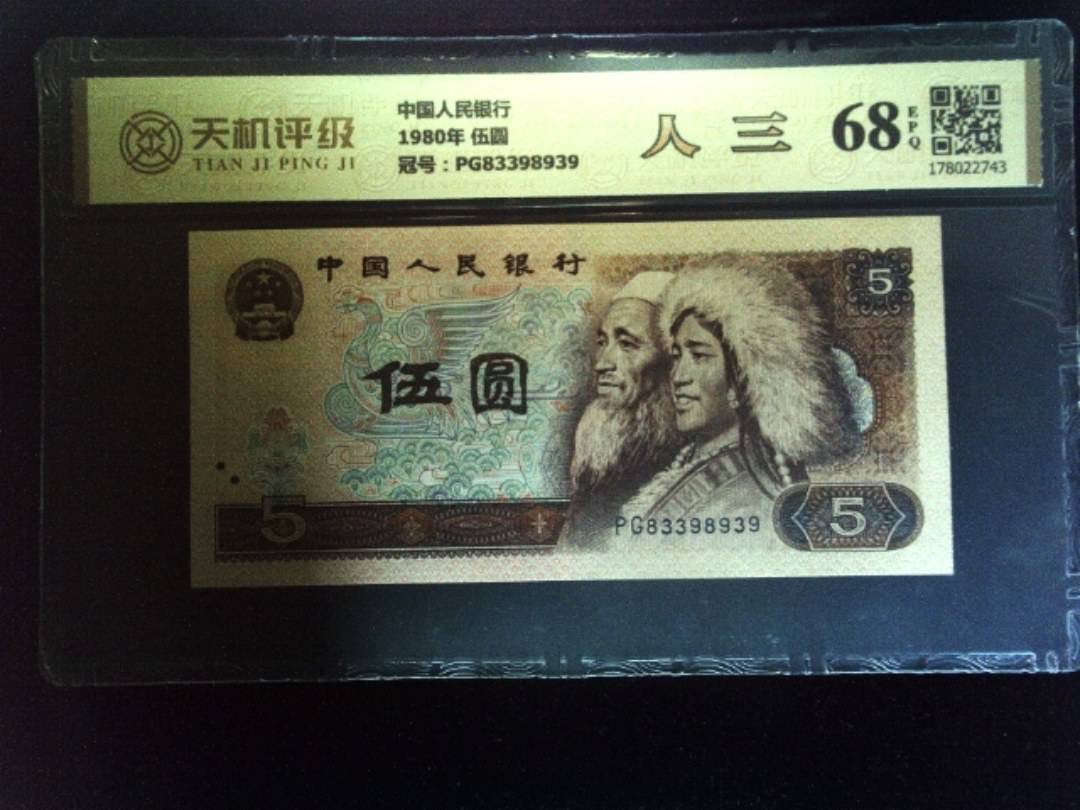 天机评级
TIAN JI PING JI
中国人民银行
1980年 伍圆
冠号：PG83398939
人 三
68
EPQ
178022743
中国人民银行
5
伍圆
5
PG83398939
5